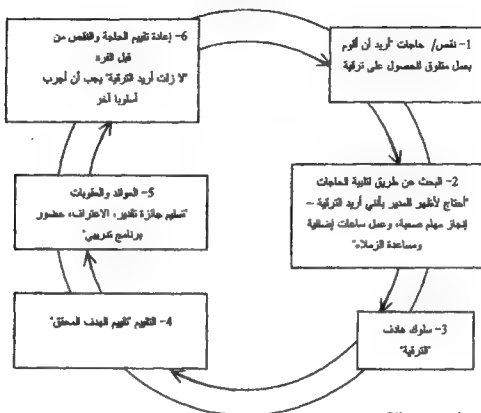 1- نقص/ حاجات "أريد أن أقوم
بعمل متفوق للحصول على ترقية
2- البحث عن طريق لتلبية الحاجات
"أحتاج لأظهر للمدير بأنني أريد الترقية –
إنجاز مهام صعبة، وعمل ساعات إضافية
ومساعدة الزملاء"
3- سلوك هادف
"الترقية"
4- التقييم "تقييم الهدف المحقق"
5- العوائد والعقوبات
"تسليم جائزة تقدير، الاعتراف، حضور
برنامج تدريبي"
6- إعادة تقييم الحاجة والنقص من
قبل الفرد
"لا زلت أريد الترقية" يجب أن أجرب
أسلوبا آخر